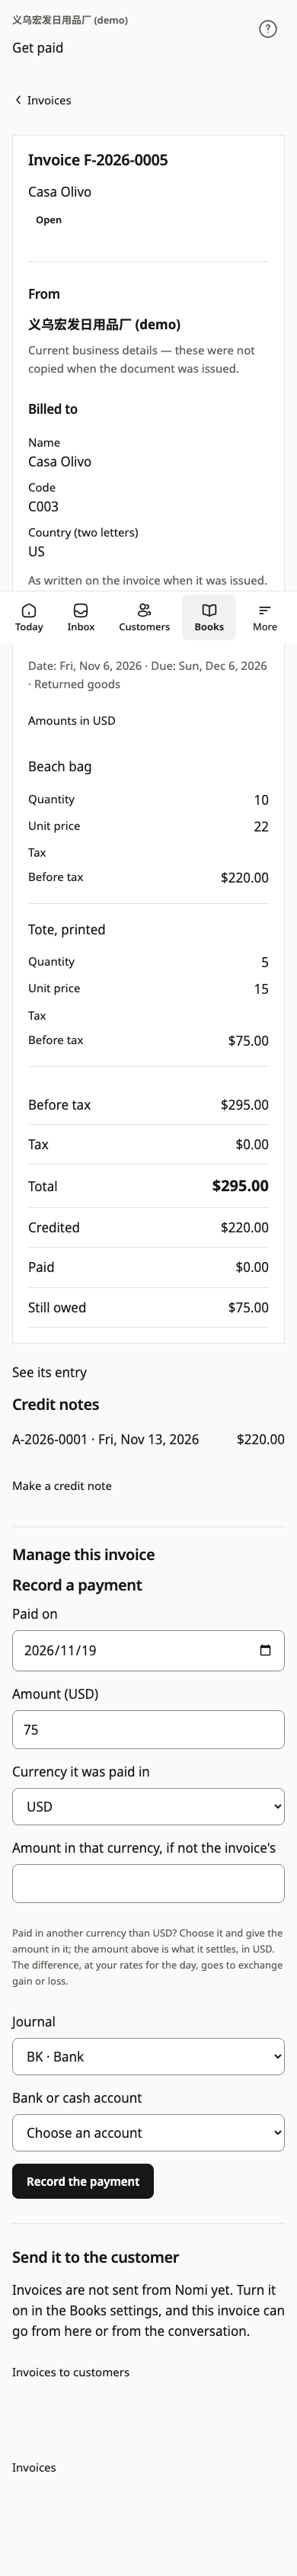 义乌宏发日用品厂 (demo)
Get paid
Invoices
Invoice F-2026-0005
Casa Olivo
Open
From
义乌宏发日用品厂 (demo)
Current business details — these were not
copied when the document was issued.
Billed to
Name
Casa Olivo
Code
C003
Country (two letters)
US
As written on the invoice when it was issued.
Today
Inbox
Customers
Books
More
Date: Fri, Nov 6, 2026 · Due: Sun, Dec 6, 2026
· Returned goods
Amounts in USD
Beach bag
Quantity 10
Unit price 22
Tax
Before tax $220.00
Tote, printed
Quantity 5
Unit price 15
Tax
Before tax $75.00
Before tax $295.00
Tax $0.00
Total $295.00
Credited $220.00
Paid $0.00
Still owed $75.00
See its entry
Credit notes
A-2026-0001 · Fri, Nov 13, 2026 $220.00
Make a credit note
Manage this invoice
Record a payment
Paid on
2026/11/19
Amount (USD)
75
Currency it was paid in
USD
Amount in that currency, if not the invoice's
Paid in another currency than USD? Choose it and give the
amount in it; the amount above is what it settles, in USD.
The difference, at your rates for the day, goes to exchange
gain or loss.
Journal
BK · Bank
Bank or cash account
Choose an account
Record the payment
Send it to the customer
Invoices are not sent from Nomi yet. Turn it
on in the Books settings, and this invoice can
go from here or from the conversation.
Invoices to customers
Invoices